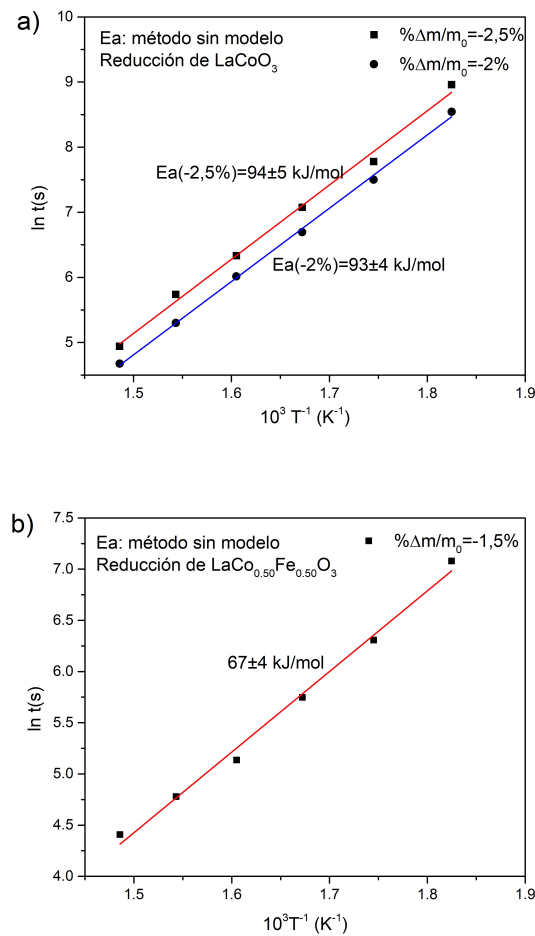 a)
Ea: método sin modelo
Reducción de LaCoO₃
%Δm/m₀=-2,5%
%Δm/m₀=-2%
Ea(-2,5%)=94±5 kJ/mol
Ea(-2%)=93±4 kJ/mol
ln t(s)
10
9
8
7
6
5
1.5 1.6 1.7 1.8 1.9
10³ T⁻¹ (K⁻¹)
b)
Ea: método sin modelo
Reducción de LaCo₀.₅₀Fe₀.₅₀O₃
%Δm/m₀=-1,5%
67±4 kJ/mol
ln t(s)
7.5
7.0
6.5
6.0
5.5
5.0
4.5
4.0
1.5 1.6 1.7 1.8 1.9
10³T⁻¹ (K⁻¹)